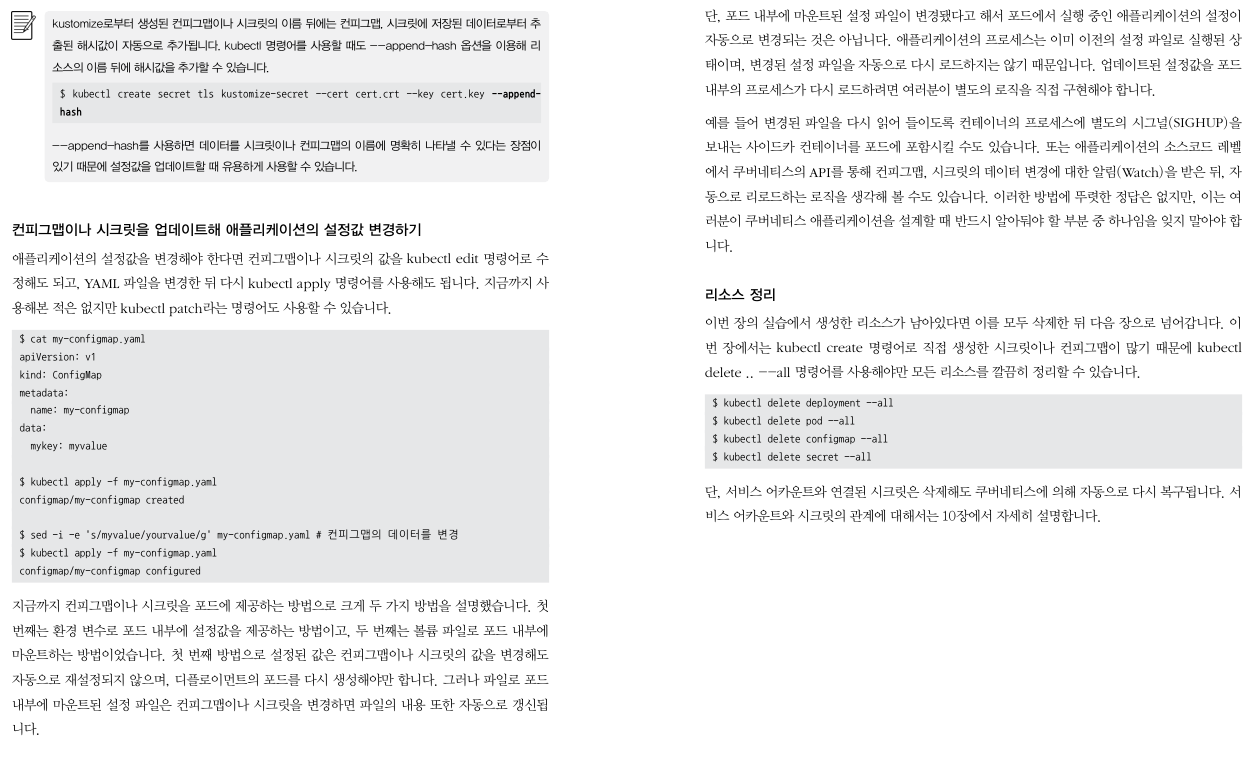 kustomize로부터 생성된 컨피그맵이나 시크릿의 이름 뒤에는 컨피그맵, 시크릿에 저장된 데이터로부터 추
출된 해시값이 자동으로 추가됩니다. kubectl 명령어를 사용할 때도 --append-hash 옵션을 이용해 리
소스의 이름 뒤에 해시값을 추가할 수 있습니다.
$ kubectl create secret tls kustomize-secret --cert cert.crt --key cert.key --append-
hash
--append-hash를 사용하면 데이터를 시크릿이나 컨피그맵의 이름에 명확히 나타낼 수 있다는 장점이
있기 때문에 설정값을 업데이트할 때 유용하게 사용할 수 있습니다.
컨피그맵이나 시크릿을 업데이트해 애플리케이션의 설정값 변경하기
애플리케이션의 설정값을 변경해야 한다면 컨피그맵이나 시크릿의 값을 kubectl edit 명령어로 수
정해도 되고, YAML 파일을 변경한 뒤 다시 kubectl apply 명령어를 사용해도 됩니다. 지금까지 사
용해본 적은 없지만 kubectl patch라는 명령어도 사용할 수 있습니다.
$ cat my-configmap.yaml
apiVersion: v1
kind: ConfigMap
metadata:
  name: my-configmap
data:
  mykey: myvalue
$ kubectl apply -f my-configmap.yaml
configmap/my-configmap created
$ sed -i -e 's/myvalue/yourvalue/g' my-configmap.yaml # 컨피그맵의 데이터를 변경
$ kubectl apply -f my-configmap.yaml
configmap/my-configmap configured
지금까지 컨피그맵이나 시크릿을 포드에 제공하는 방법으로 크게 두 가지 방법을 설명했습니다. 첫
번째는 환경 변수로 포드 내부에 설정값을 제공하는 방법이고, 두 번째는 볼륨 파일로 포드 내부에
마운트하는 방법이었습니다. 첫 번째 방법으로 설정된 값은 컨피그맵이나 시크릿의 값을 변경해도
자동으로 재설정되지 않으며, 디플로이먼트의 포드를 다시 생성해야만 합니다. 그러나 파일로 포드
내부에 마운트된 설정 파일은 컨피그맵이나 시크릿을 변경하면 파일의 내용 또한 자동으로 갱신됩
니다.
단, 포드 내부에 마운트된 설정 파일이 변경됐다고 해서 포드에서 실행 중인 애플리케이션의 설정이
자동으로 변경되는 것은 아닙니다. 애플리케이션의 프로세스는 이미 이전의 설정 파일로 실행된 상
태이며, 변경된 설정 파일을 자동으로 다시 로드하지는 않기 때문입니다. 업데이트된 설정값을 포드
내부의 프로세스가 다시 로드하려면 여러분이 별도의 로직을 직접 구현해야 합니다.
예를 들어 변경된 파일을 다시 읽어 들이도록 컨테이너의 프로세스에 별도의 시그널(SIGHUP)을
보내는 사이드카 컨테이너를 포드에 포함시킬 수도 있습니다. 또는 애플리케이션의 소스코드 레벨
에서 쿠버네티스의 API를 통해 컨피그맵, 시크릿의 데이터 변경에 대한 알림(Watch)을 받은 뒤, 자
동으로 리로드하는 로직을 생각해 볼 수도 있습니다. 이러한 방법에 뚜렷한 정답은 없지만, 이는 여
러분이 쿠버네티스 애플리케이션을 설계할 때 반드시 알아둬야 할 부분 중 하나임을 잊지 말아야 합
니다.
리소스 정리
이번 장의 실습에서 생성한 리소스가 남아있다면 이를 모두 삭제한 뒤 다음 장으로 넘어갑니다. 이
번 장에서는 kubectl create 명령어로 직접 생성한 시크릿이나 컨피그맵이 많기 때문에 kubectl
delete .. --all 명령어를 사용해야만 모든 리소스를 깔끔히 정리할 수 있습니다.
$ kubectl delete deployment --all
$ kubectl delete pod --all
$ kubectl delete configmap --all
$ kubectl delete secret --all
단, 서비스 어카운트와 연결된 시크릿은 삭제해도 쿠버네티스에 의해 자동으로 다시 복구됩니다. 서
비스 어카운트와 시크릿의 관계에 대해서는 10장에서 자세히 설명합니다.